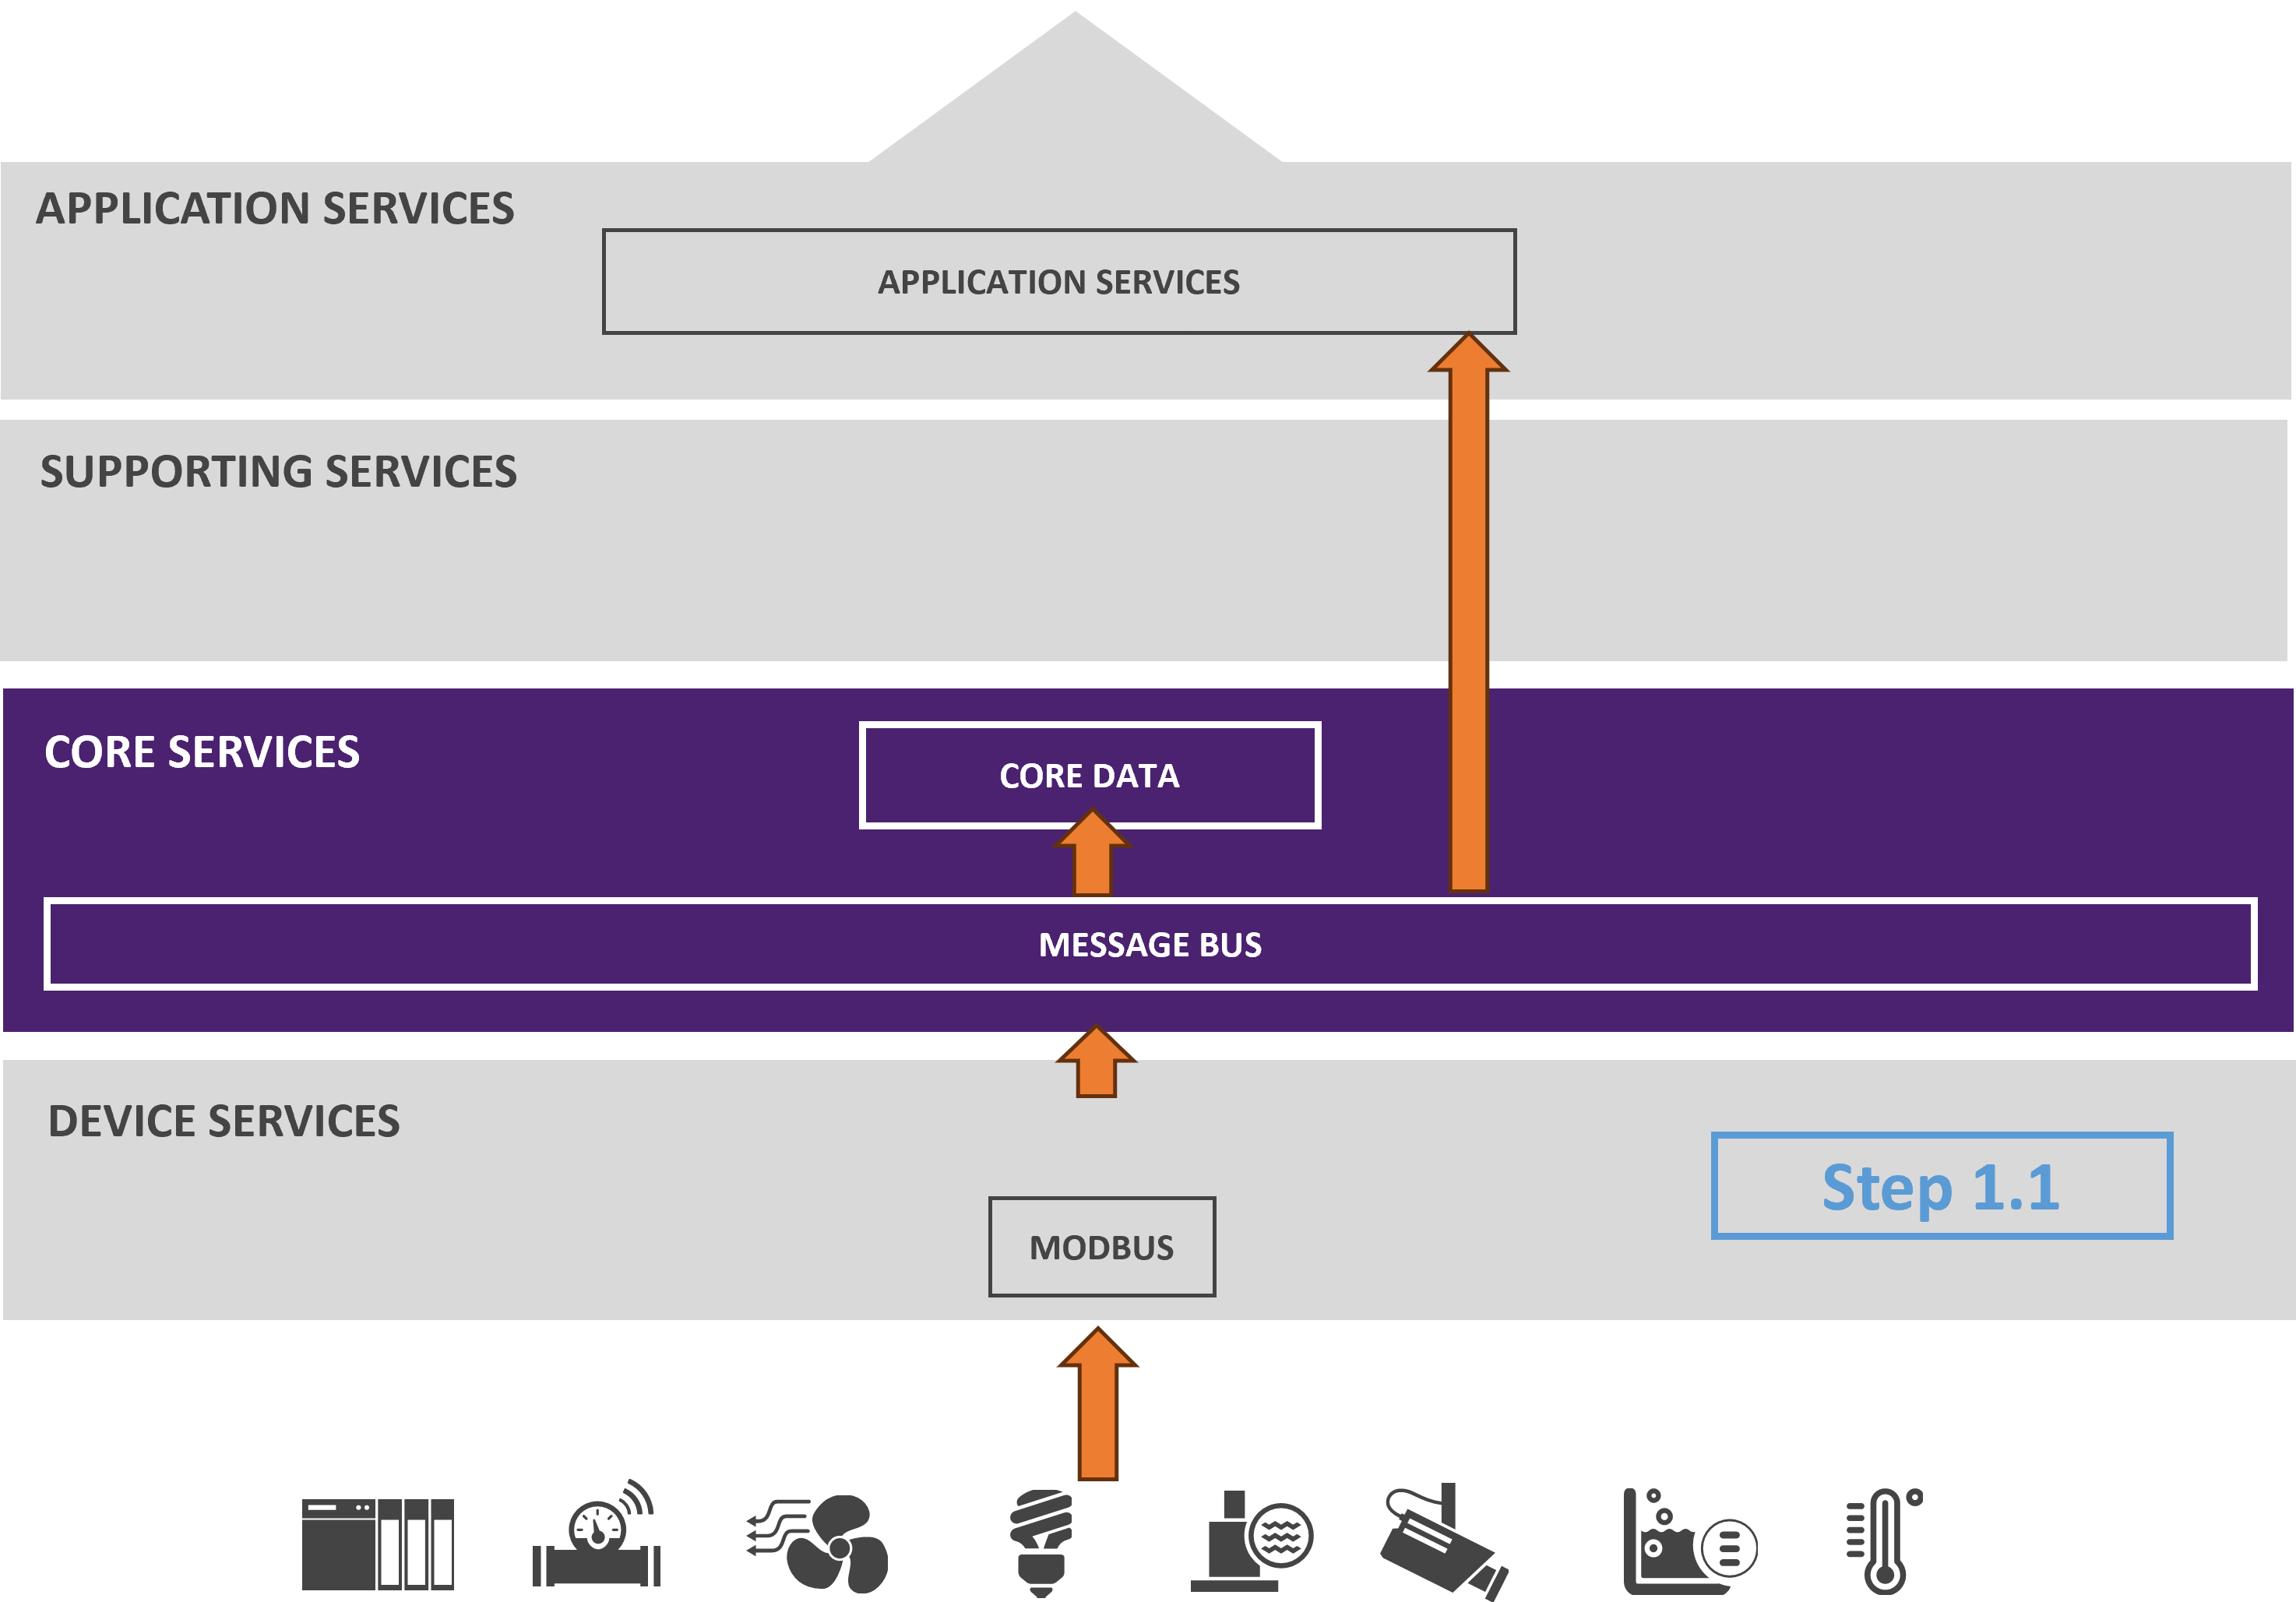 APPLICATION SERVICES
APPLICATION SERVICES
SUPPORTING SERVICES
CORE SERVICES
CORE DATA
MESSAGE BUS
DEVICE SERVICES
Step 1.1
MODBUS